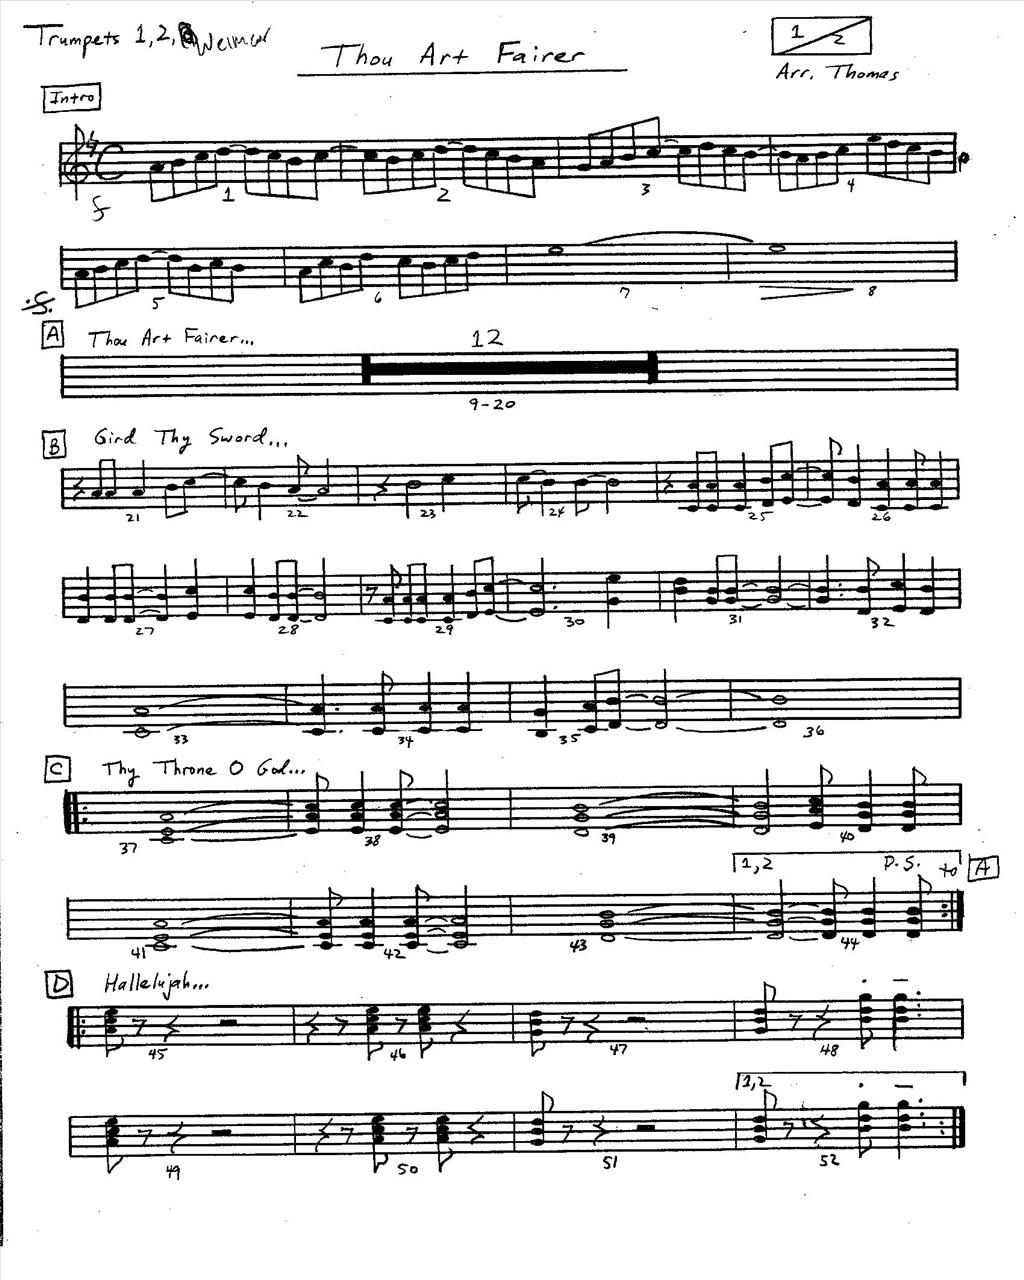 Trumpets 1,2,
Thou Art Fairer
1/2
Arr. Thomas
Intro
f
1 2 3 4
5 6 7 8
A Thou Art Fairer...
12
9-20
B Gird Thy Sword...
21 22 23 24 25 26
27 28 29 30 31 32
33 34 35 36
C Thy Throne O God...
37 38 39 40
1,2 D.S. to A
41 42 43 44
D Hallelujah...
45 46 47 48
1,2
49 50 51 52